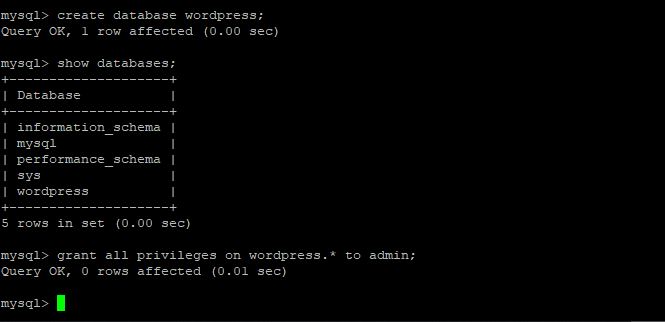 mysql> create database wordpress;
Query OK, 1 row affected (0.00 sec)
mysql> show databases;
+--------------------+
| Database           |
+--------------------+
| information_schema |
| mysql              |
| performance_schema |
| sys                |
| wordpress          |
+--------------------+
5 rows in set (0.00 sec)
mysql> grant all privileges on wordpress.* to admin;
Query OK, 0 rows affected (0.01 sec)
mysql>